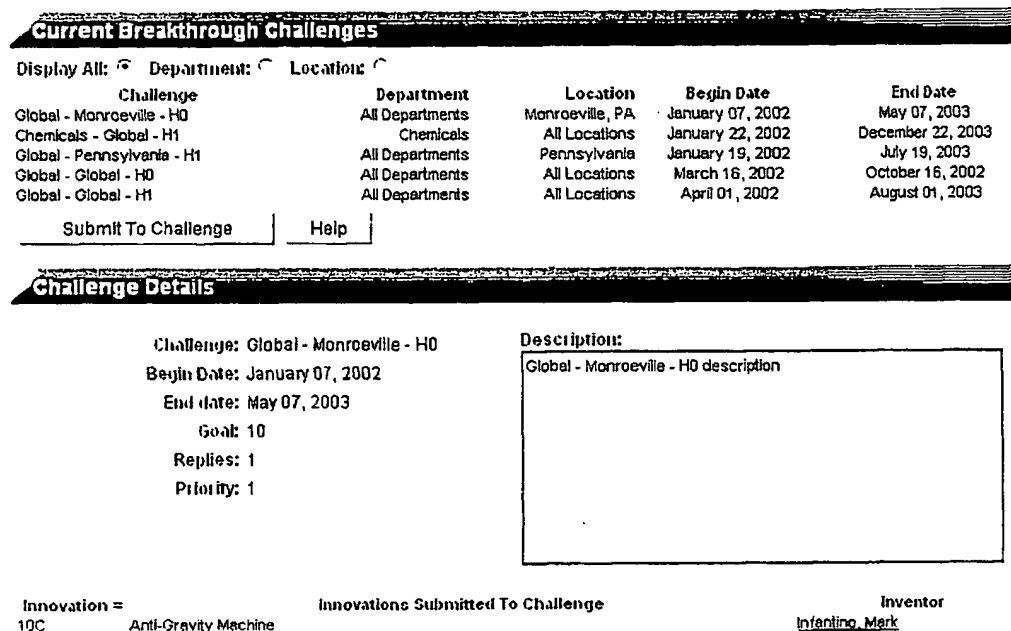 Current Breakthrough Challenges
Display All: Department: Location:
Challenge Department Location Begin Date End Date
Global - Monroeville - H0 All Departments Monroeville, PA January 07, 2002 May 07, 2003
Chemicals - Global - H1 Chemicals All Locations January 22, 2002 December 22, 2003
Global - Pennsylvania - H1 All Departments Pennsylvania January 19, 2002 July 19, 2003
Global - Global - H0 All Departments All Locations March 16, 2002 October 16, 2002
Global - Global - H1 All Departments All Locations April 01, 2002 August 01, 2003
Submit To Challenge Help
Challenge Details
Challenge: Global - Monroeville - H0
Begin Date: January 07, 2002
End date: May 07, 2003
Goal: 10
Replies: 1
Priority: 1
Description:
Global - Monroeville - H0 description
Innovation = Innovations Submitted To Challenge Inventor
10C Anti-Gravity Machine Infantino, Mark